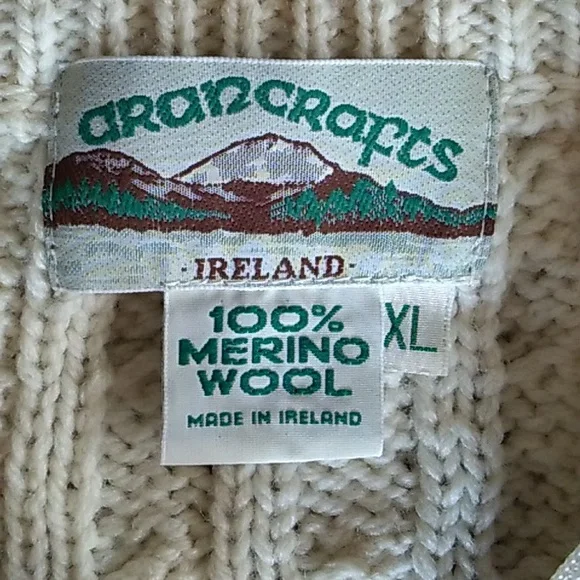 arancrafts
·IRELAND·
100%
MERINO
WOOL
MADE IN IRELAND
XL